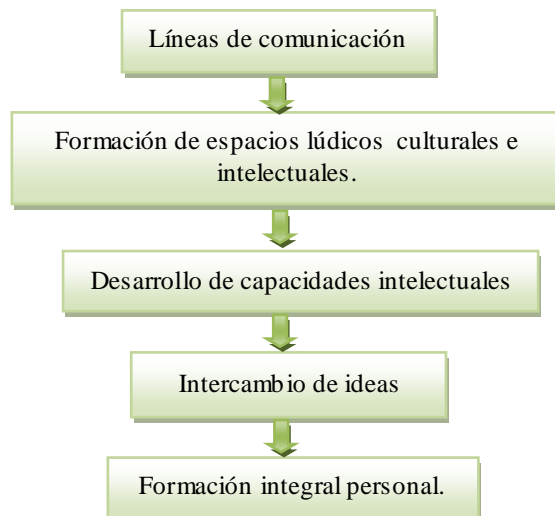 Líneas de comunicación
Formación de espacios lúdicos culturales e
intelectuales.
Desarrollo de capacidades intelectuales
Intercambio de ideas
Formación integral personal.